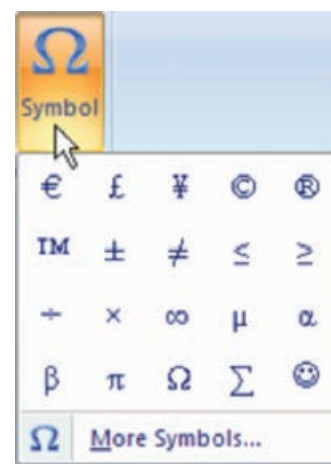 Ω
Symbol
€ £ ¥ © ®
TM ± ≠ ≤ ≥
÷ × ∞ µ α
β π Ω Σ ☺
Ω More Symbols...